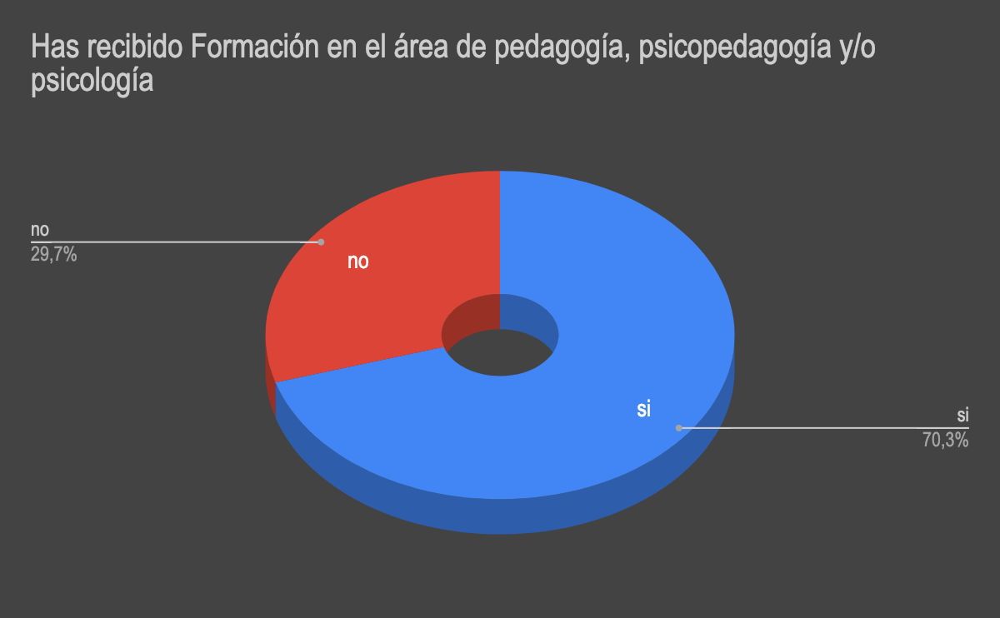 Has recibido Formación en el área de pedagogía, psicopedagogía y/o
psicología
no
29,7%
no
si
si
70,3%